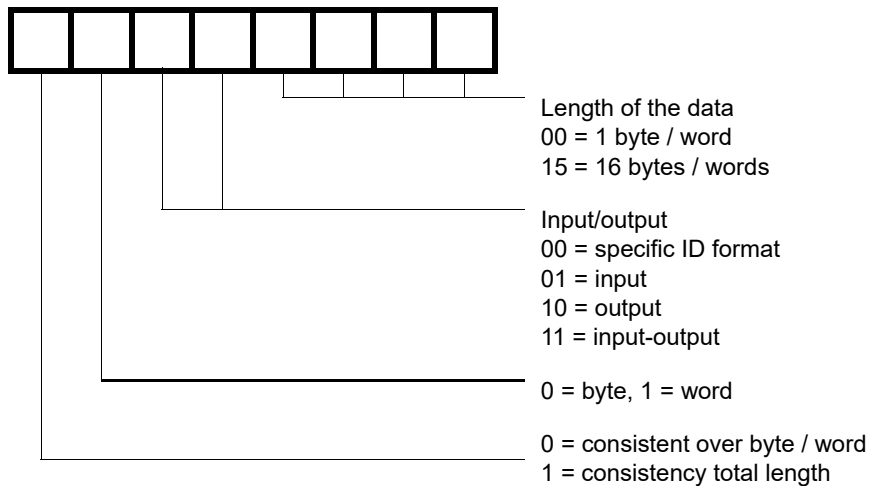 Length of the data
00 = 1 byte / word
15 = 16 bytes / words
Input/output
00 = specific ID format
01 = input
10 = output
11 = input-output
0 = byte, 1 = word
0 = consistent over byte / word
1 = consistency total length